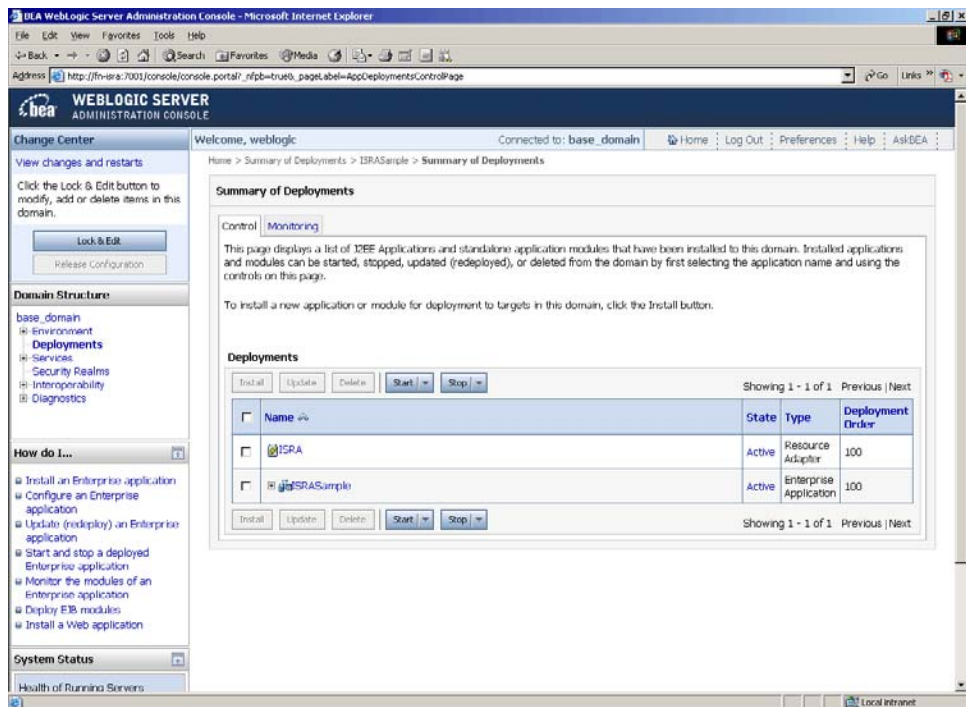 BEA WebLogic Server Administration Console - Microsoft Internet Explorer
File Edit View Favorites Tools Help
Back Search Favorites Media
Address http://fn-isra:7001/console/console.portal?_nfpb=true&_pageLabel=AppDeploymentsControlPage Go Links »
bea WEBLOGIC SERVER
ADMINISTRATION CONSOLE
Change Center
View changes and restarts
Click the Lock & Edit button to
modify, add or delete items in this
domain.
Lock & Edit
Release Configuration
Domain Structure
base_domain
Environment
Deployments
Services
Security Realms
Interoperability
Diagnostics
How do I...
Install an Enterprise application
Configure an Enterprise
application
Update (redeploy) an Enterprise
application
Start and stop a deployed
Enterprise application
Monitor the modules of an
Enterprise application
Deploy EJB modules
Install a Web application
System Status
Health of Running Servers
Welcome, weblogic Connected to: base_domain Home Log Out Preferences Help AskBEA
Home > Summary of Deployments > ISRASample > Summary of Deployments
Summary of Deployments
Control Monitoring
This page displays a list of J2EE Applications and standalone application modules that have been installed to this domain. Installed applications
and modules can be started, stopped, updated (redeployed), or deleted from the domain by first selecting the application name and using the
controls on this page.
To install a new application or module for deployment to targets in this domain, click the Install button.
Deployments
Install Update Delete Start Stop Showing 1 - 1 of 1 Previous | Next
Name State Type Deployment
Order
ISRA Active Resource
Adapter 100
ISRASample Active Enterprise
Application 100
Install Update Delete Start Stop Showing 1 - 1 of 1 Previous | Next
Local intranet